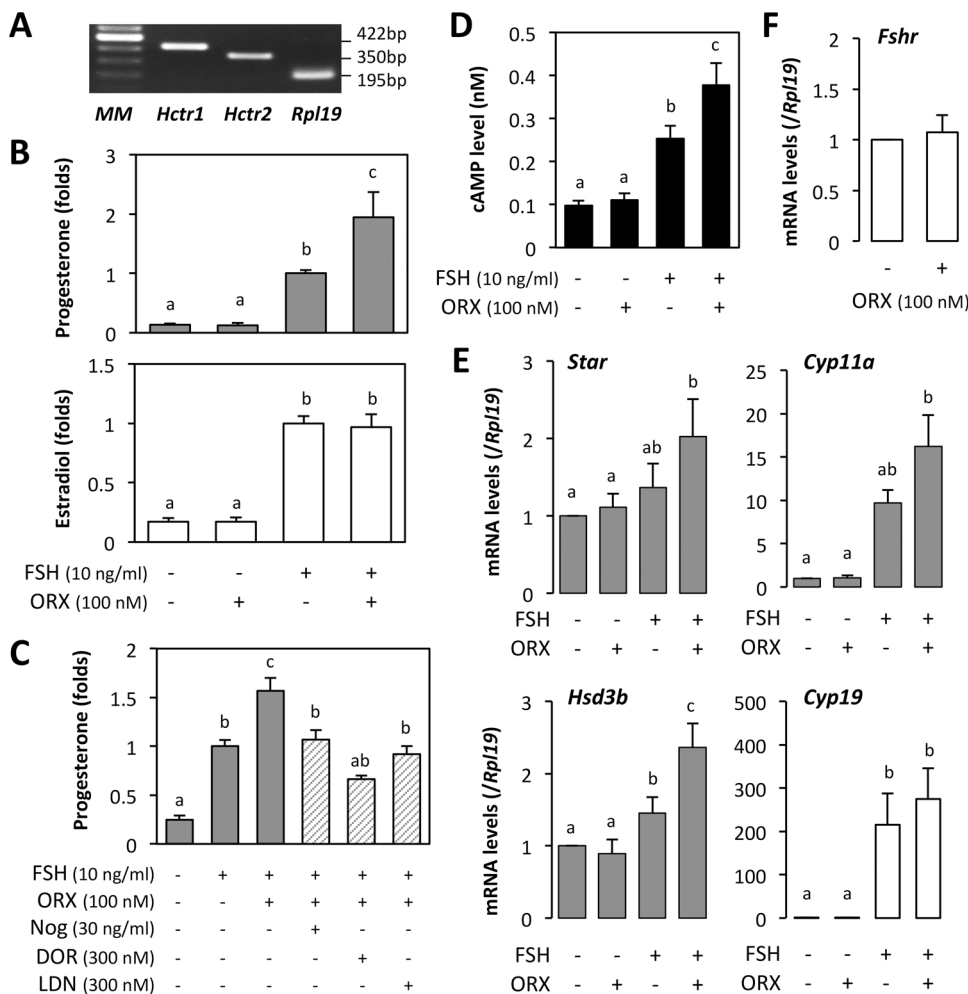 A
422bp
350bp
195bp
MM Hctr1 Hctr2 Rpl19
B
Progesterone (folds)
3
2
1
0
a a b c
Estradiol (folds)
1.5
1
0.5
0
a a b b
FSH (10 ng/ml) - - + +
ORX (100 nM) - + - +
C
Progesterone (folds)
2
1.5
1
0.5
0
a b c b ab b
FSH (10 ng/ml) - + + + + +
ORX (100 nM) - - + + + +
Nog (30 ng/ml) +
DOR (300 nM) +
LDN (300 nM) +
D
cAMP level (nM)
0.5
0.4
0.3
0.2
0.1
0
a a b c
FSH (10 ng/ml) - - + +
ORX (100 nM) - + - +
F
Fshr
mRNA levels (/Rpl19)
2
1.5
1
0.5
0
- +
ORX (100 nM)
E
Star
mRNA levels (/Rpl19)
3
2
1
0
a a ab b
FSH - - + +
ORX - + - +
Cyp11a
25
20
15
10
5
0
a a ab b
- - + +
- + - +
Hsd3b
mRNA levels (/Rpl19)
3
2
1
0
a a b c
FSH - - + +
ORX - + - +
Cyp19
500
400
300
200
100
0
a a b b
- - + +
- + - +